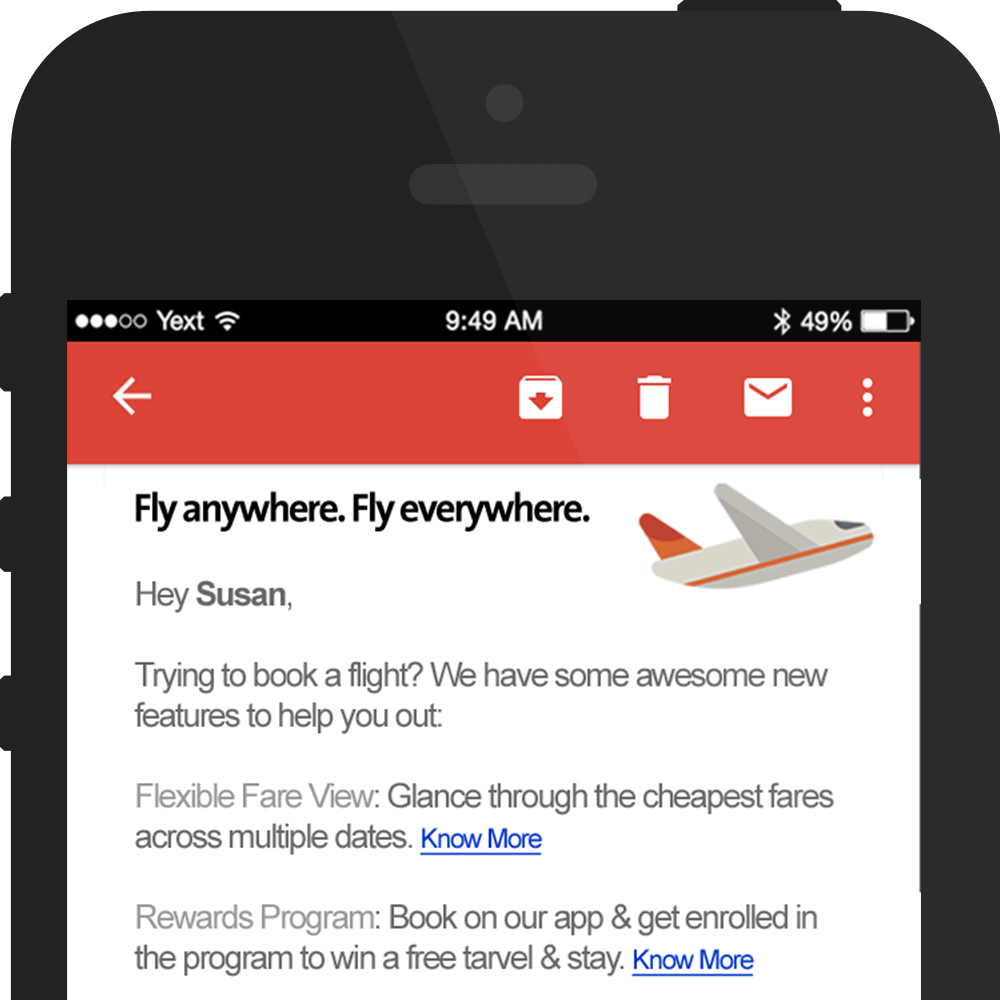 Yext 9:49 AM 49%
Fly anywhere. Fly everywhere.
Hey Susan,
Trying to book a flight? We have some awesome new
features to help you out:
Flexible Fare View: Glance through the cheapest fares
across multiple dates. Know More
Rewards Program: Book on our app & get enrolled in
the program to win a free tarvel & stay. Know More